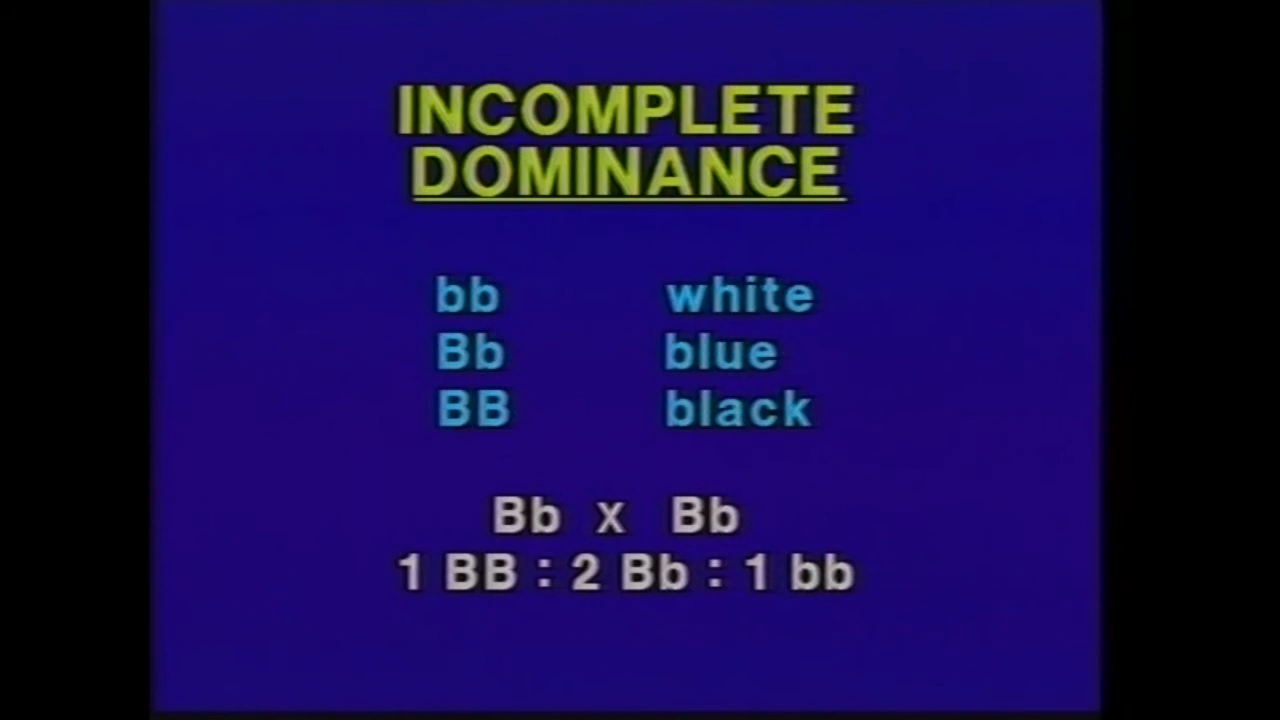 INCOMPLETE
DOMINANCE
bb white
Bb blue
BB black
Bb x Bb
1 BB : 2 Bb : 1 bb